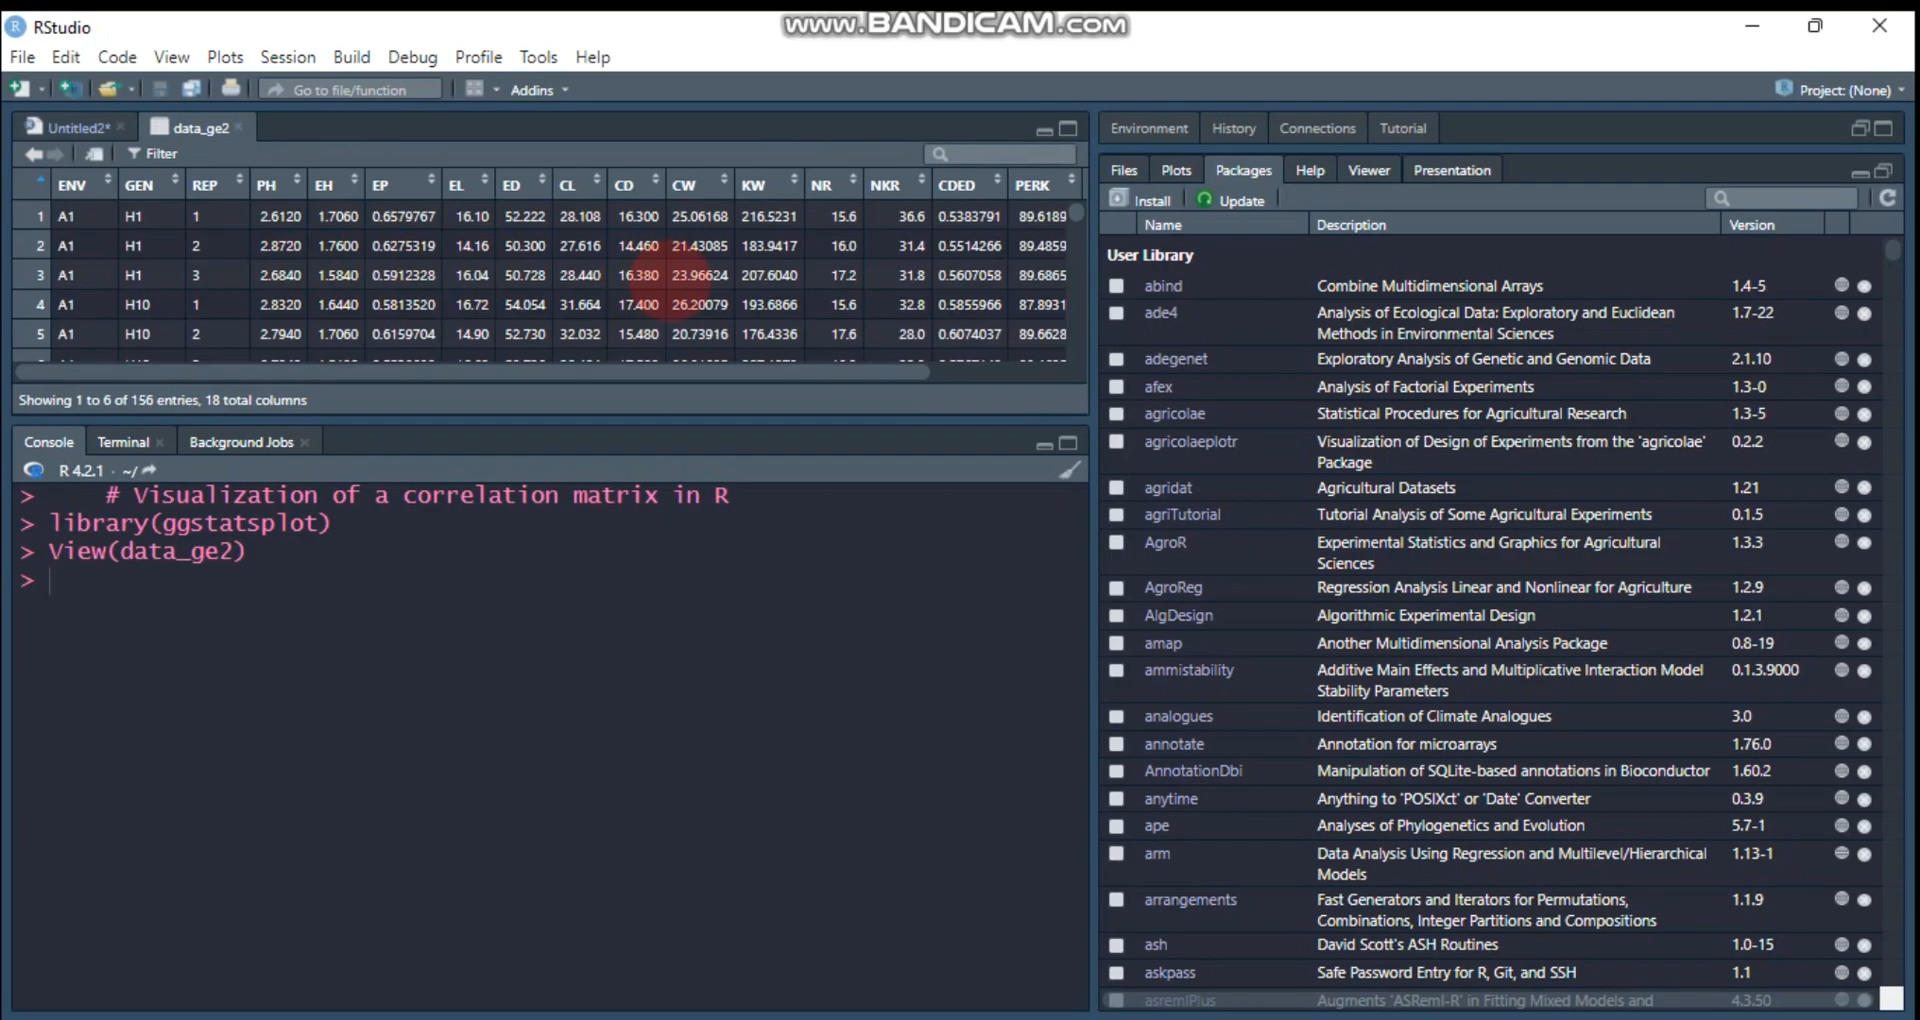 RStudio
www.BANDICAM.com
File Edit Code View Plots Session Build Debug Profile Tools Help
Go to file/function Addins Project: (None)
Untitled2* data_ge2
Filter
ENV GEN REP PH EH EP EL ED CL CD CW KW NR NKR CDED PERK
1 A1 H1 1 2.6120 1.7060 0.6579767 16.10 52.222 28.108 16.300 25.06168 216.5231 15.6 36.6 0.5383791 89.6189
2 A1 H1 2 2.8720 1.7600 0.6275319 14.16 50.300 27.616 14.460 21.43085 183.9417 16.0 31.4 0.5514266 89.4859
3 A1 H1 3 2.6840 1.5840 0.5912328 16.04 50.728 28.440 16.380 23.96624 207.6040 17.2 31.8 0.5607058 89.6865
4 A1 H10 1 2.8320 1.6440 0.5813520 16.72 54.054 31.664 17.400 26.20079 193.6866 15.6 32.8 0.5855966 87.8931
5 A1 H10 2 2.7940 1.7060 0.6159704 14.90 52.730 32.032 15.480 20.73916 176.4336 17.6 28.0 0.6074037 89.6628
Showing 1 to 6 of 156 entries, 18 total columns
Console Terminal Background Jobs
R 4.2.1 · ~/
> # Visualization of a correlation matrix in R
> library(ggstatsplot)
> View(data_ge2)
>
Environment History Connections Tutorial
Files Plots Packages Help Viewer Presentation
Install Update
Name Description Version
User Library
abind Combine Multidimensional Arrays 1.4-5
ade4 Analysis of Ecological Data: Exploratory and Euclidean 1.7-22
Methods in Environmental Sciences
adegenet Exploratory Analysis of Genetic and Genomic Data 2.1.10
afex Analysis of Factorial Experiments 1.3-0
agricolae Statistical Procedures for Agricultural Research 1.3-5
agricolaeplotr Visualization of Design of Experiments from the 'agricolae' 0.2.2
Package
agridat Agricultural Datasets 1.21
agriTutorial Tutorial Analysis of Some Agricultural Experiments 0.1.5
AgroR Experimental Statistics and Graphics for Agricultural 1.3.3
Sciences
AgroReg Regression Analysis Linear and Nonlinear for Agriculture 1.2.9
AlgDesign Algorithmic Experimental Design 1.2.1
amap Another Multidimensional Analysis Package 0.8-19
ammistability Additive Main Effects and Multiplicative Interaction Model 0.1.3.9000
Stability Parameters
analogues Identification of Climate Analogues 3.0
annotate Annotation for microarrays 1.76.0
AnnotationDbi Manipulation of SQLite-based annotations in Bioconductor 1.60.2
anytime Anything to 'POSIXct' or 'Date' Converter 0.3.9
ape Analyses of Phylogenetics and Evolution 5.7-1
arm Data Analysis Using Regression and Multilevel/Hierarchical 1.13-1
Models
arrangements Fast Generators and Iterators for Permutations, 1.1.9
Combinations, Integer Partitions and Compositions
ash David Scott's ASH Routines 1.0-15
askpass Safe Password Entry for R, Git, and SSH 1.1
asremlPlus Augments 'ASReml-R' in Fitting Mixed Models and 4.3.50